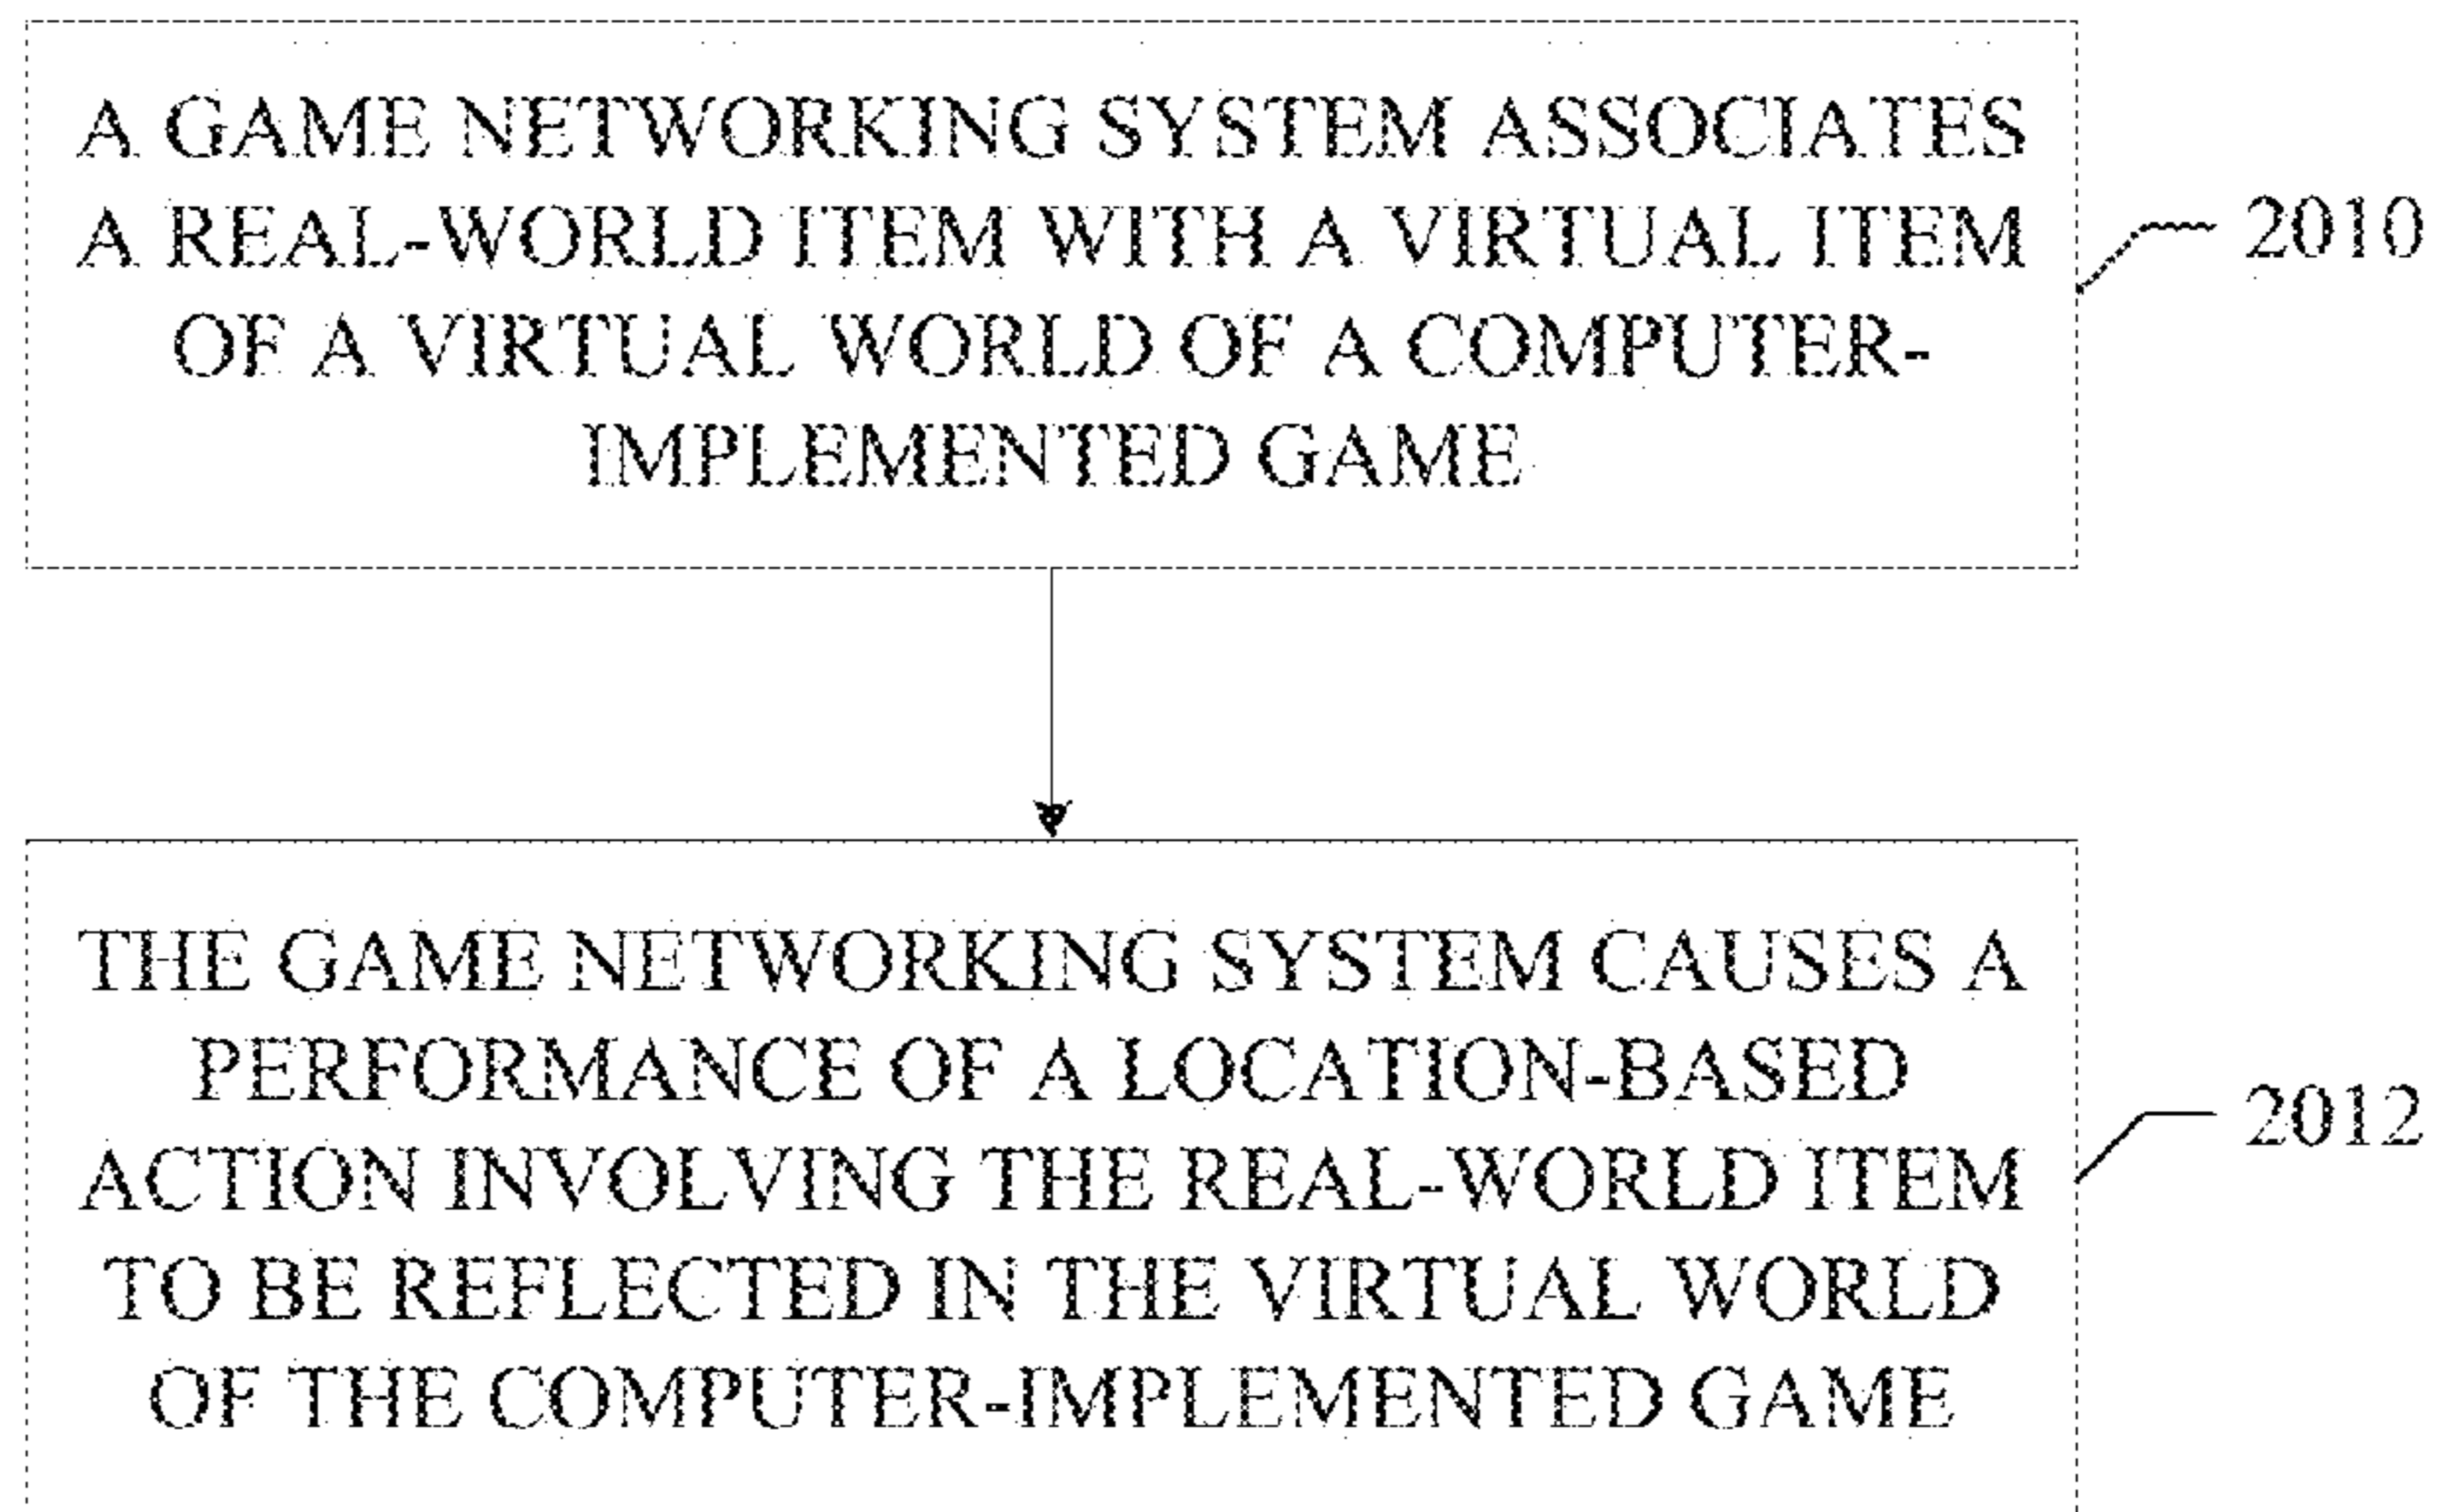 A GAME NETWORKING SYSTEM ASSOCIATES
A REAL-WORLD ITEM WITH A VIRTUAL ITEM
OF A VIRTUAL WORLD OF A COMPUTER-
IMPLEMENTED GAME
2010
THE GAME NETWORKING SYSTEM CAUSES A
PERFORMANCE OF A LOCATION-BASED
ACTION INVOLVING THE REAL-WORLD ITEM
TO BE REFLECTED IN THE VIRTUAL WORLD
OF THE COMPUTER-IMPLEMENTED GAME
2012